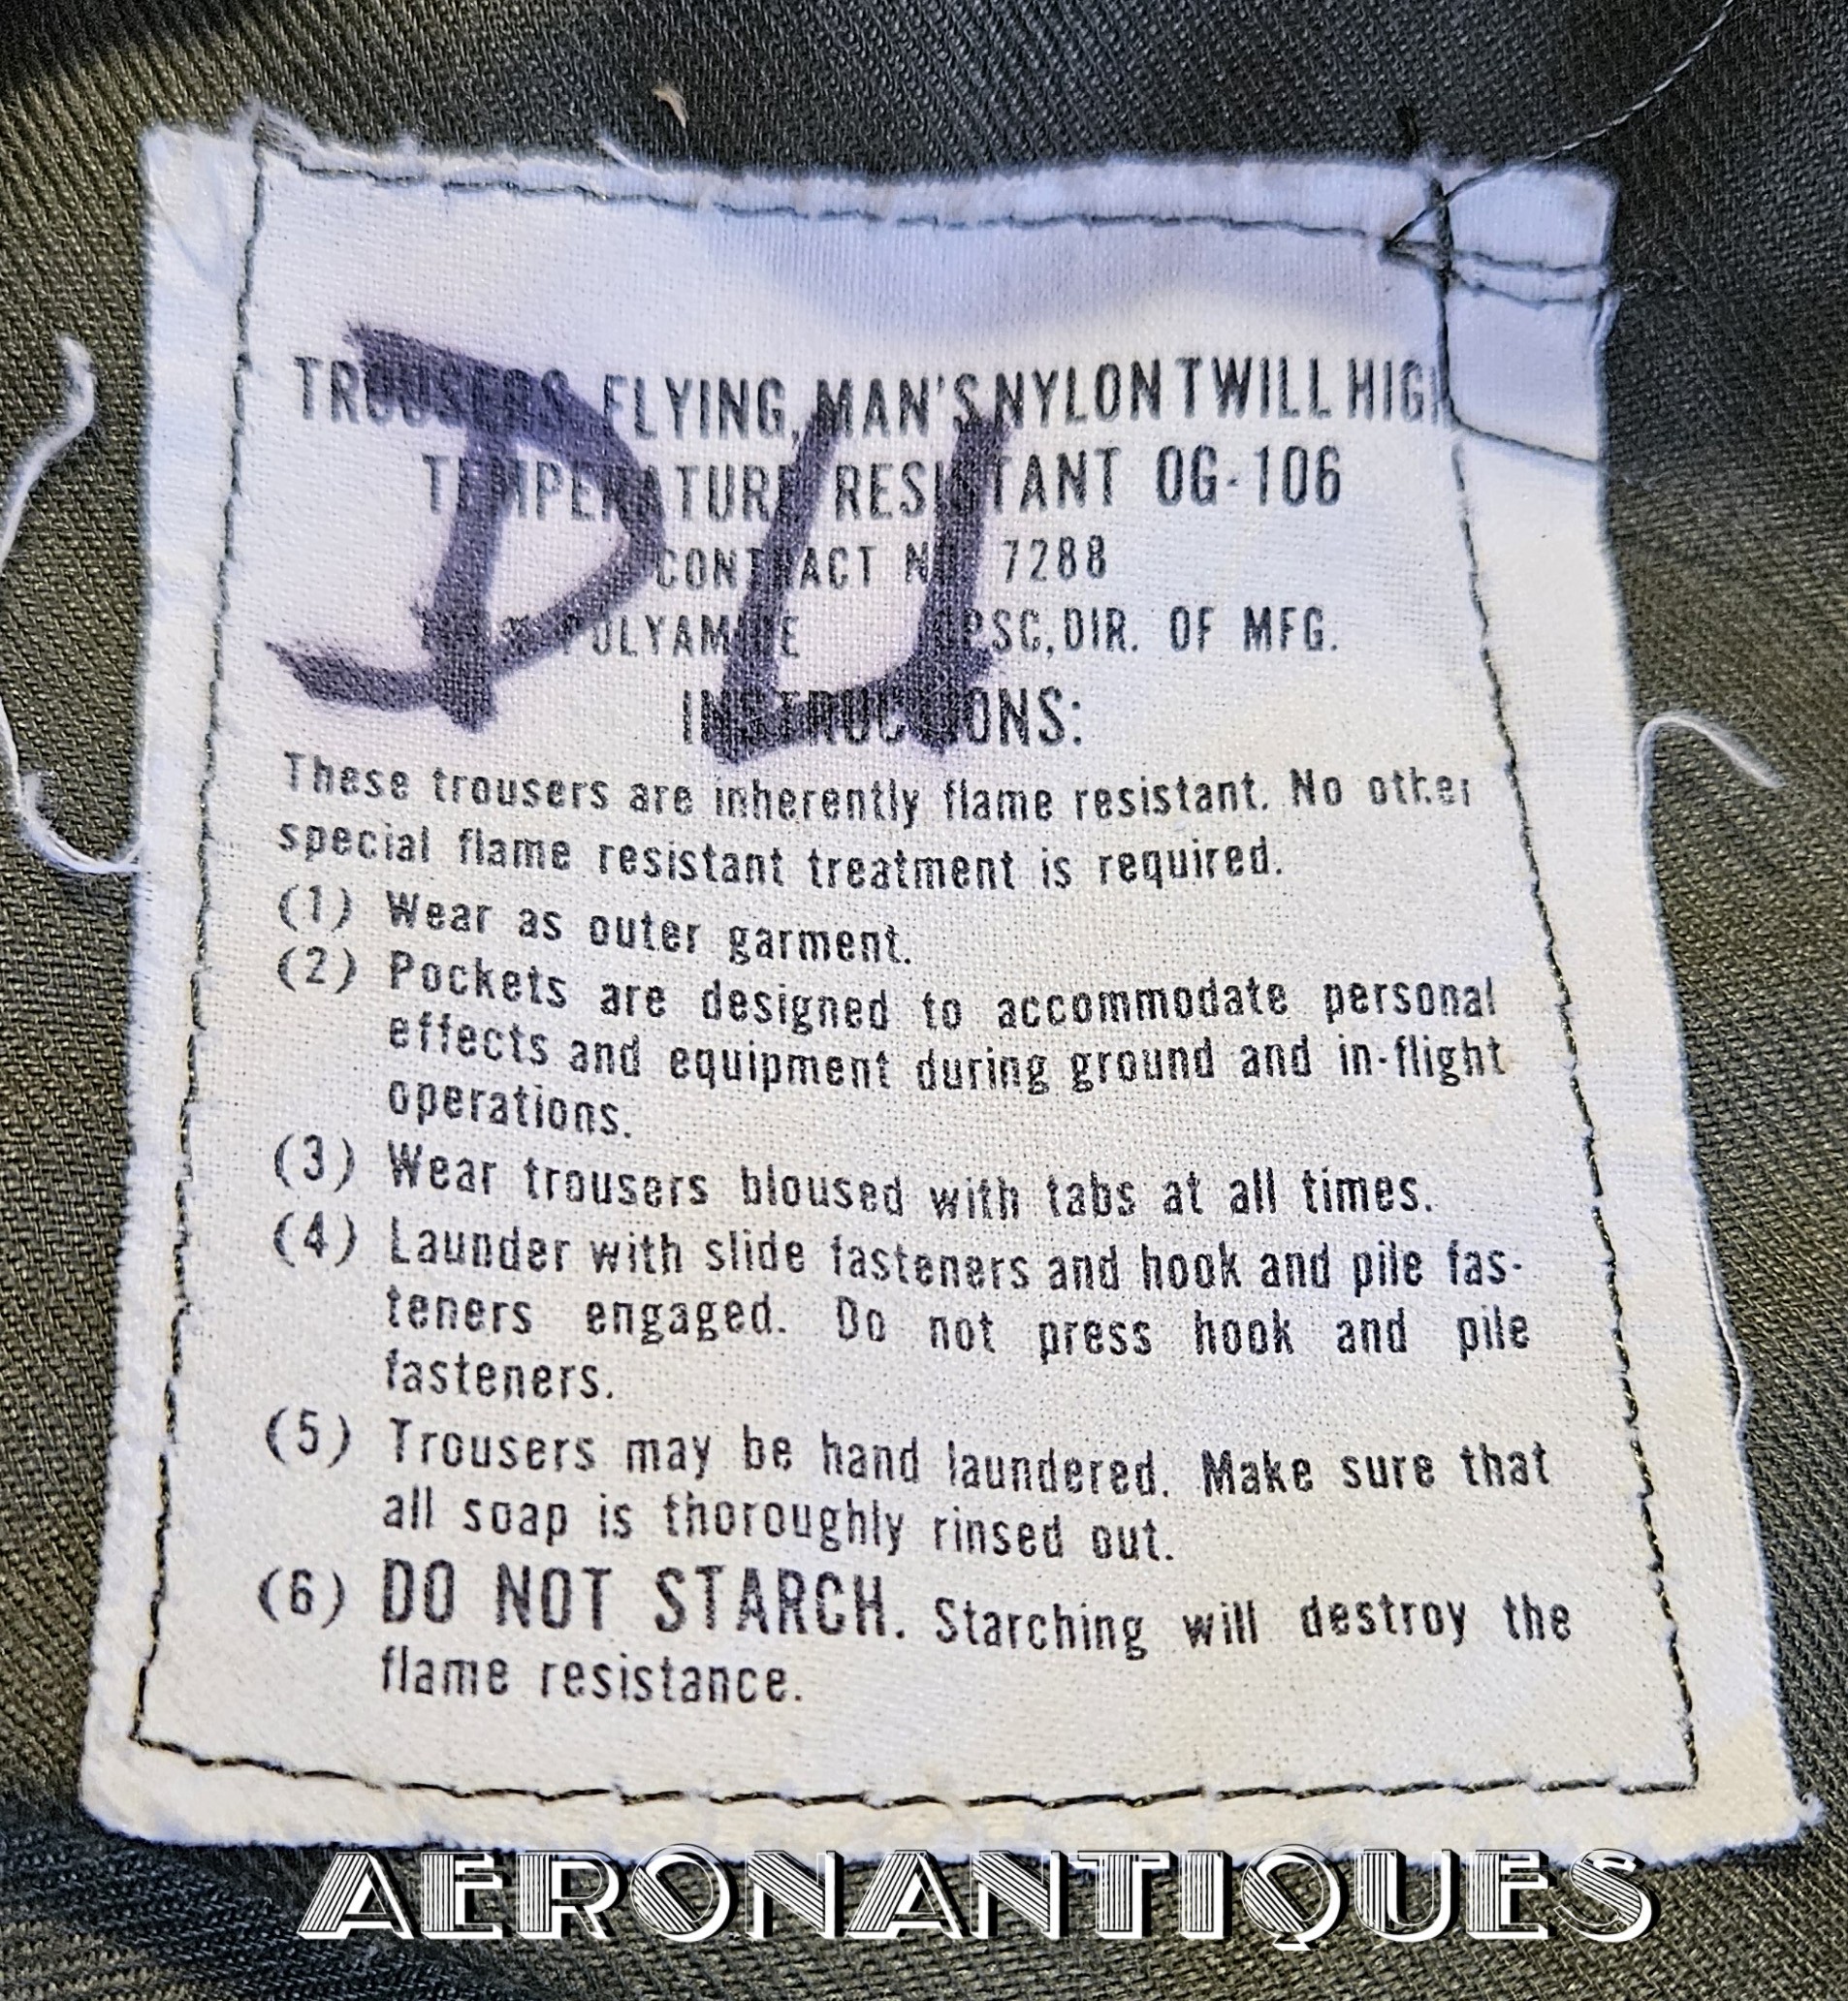 TROUSERS, FLYING, MAN'S NYLON TWILL HIGH
TEMPERATURE RESISTANT OG-106
CONTRACT NO 7288
% POLYAMIDE DPSC, DIR. OF MFG.
INSTRUCTIONS:
DU
These trousers are inherently flame resistant. No other
special flame resistant treatment is required.
(1) Wear as outer garment.
(2) Pockets are designed to accommodate personal
effects and equipment during ground and in-flight
operations.
(3) Wear trousers bloused with tabs at all times.
(4) Launder with slide fasteners and hook and pile fas-
teners engaged. Do not press hook and pile
fasteners.
(5) Trousers may be hand laundered. Make sure that
all soap is thoroughly rinsed out.
(6) DO NOT STARCH. Starching will destroy the
flame resistance.
AERONANTIQUES